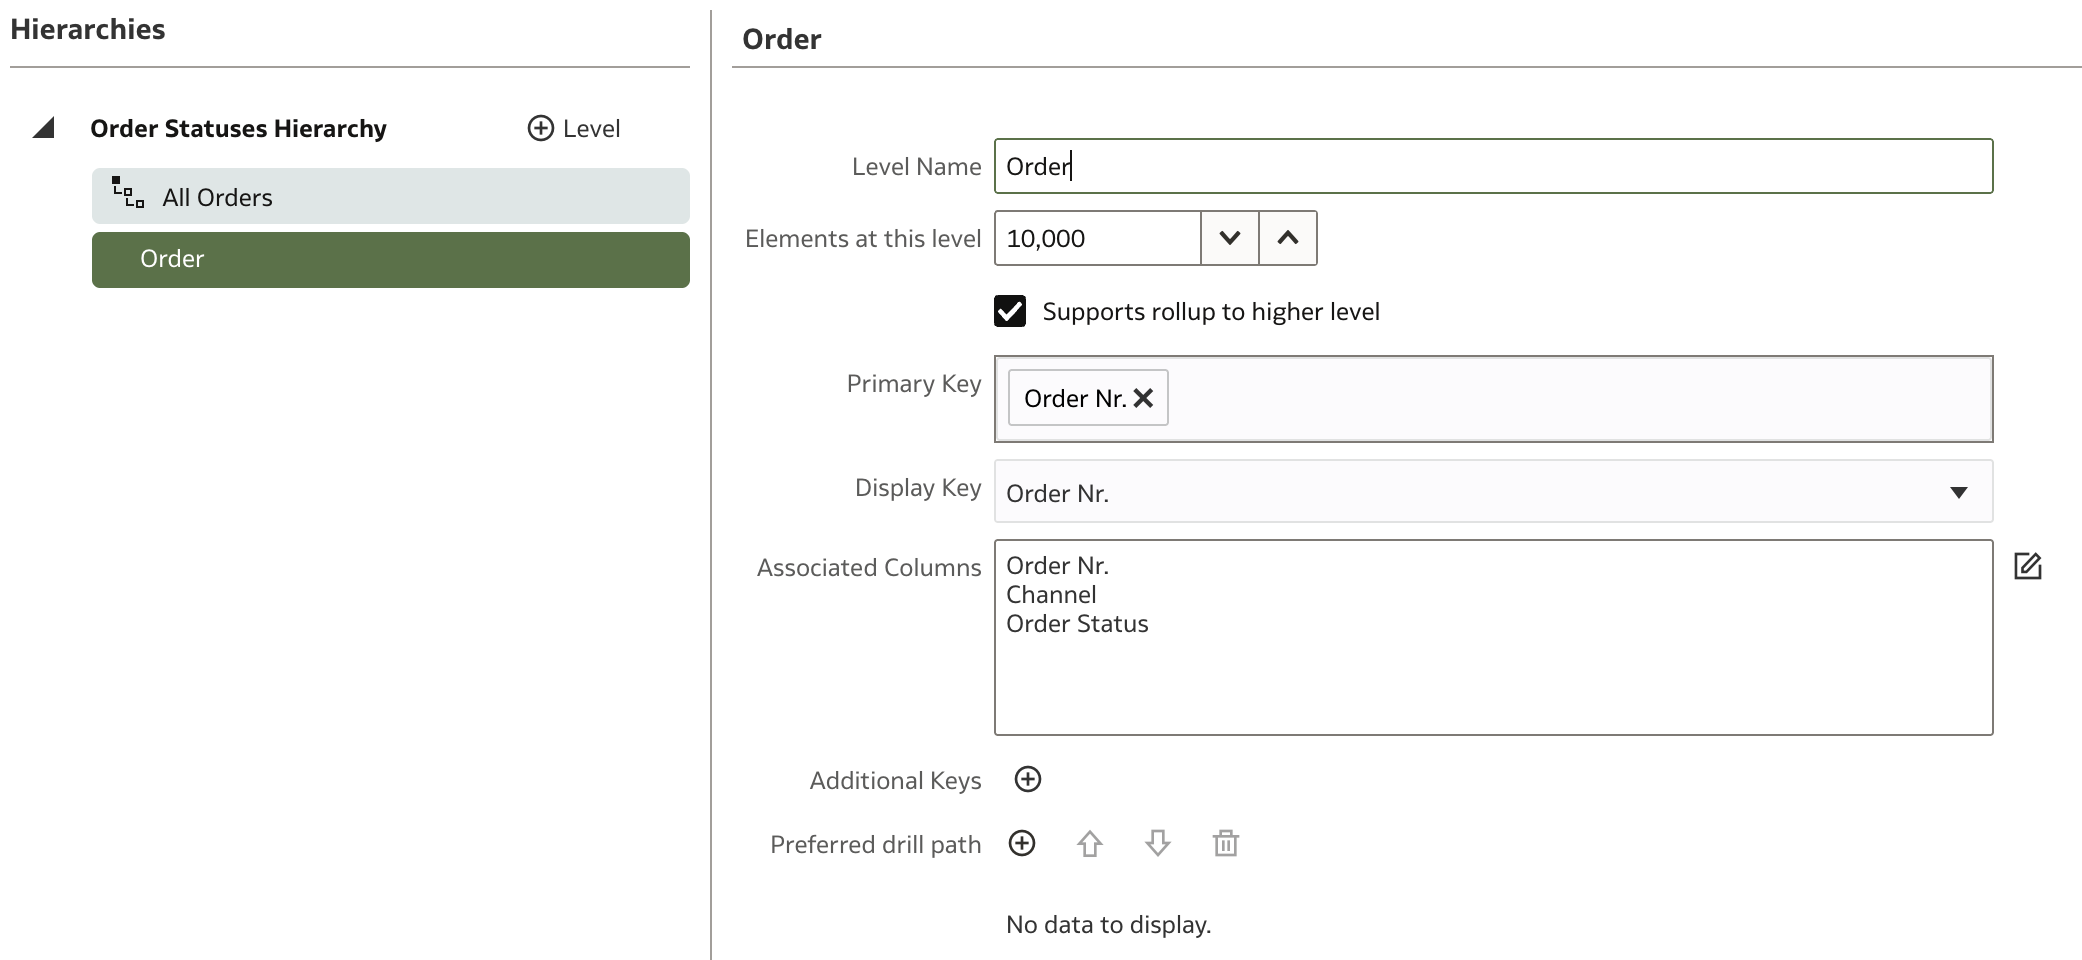 Hierarchies
Order Statuses Hierarchy
Level
All Orders
Order
Order
Level Name
Order
Elements at this level
10,000
Supports rollup to higher level
Primary Key
Order Nr.
Display Key
Order Nr.
Associated Columns
Order Nr.
Channel
Order Status
Additional Keys
Preferred drill path
No data to display.